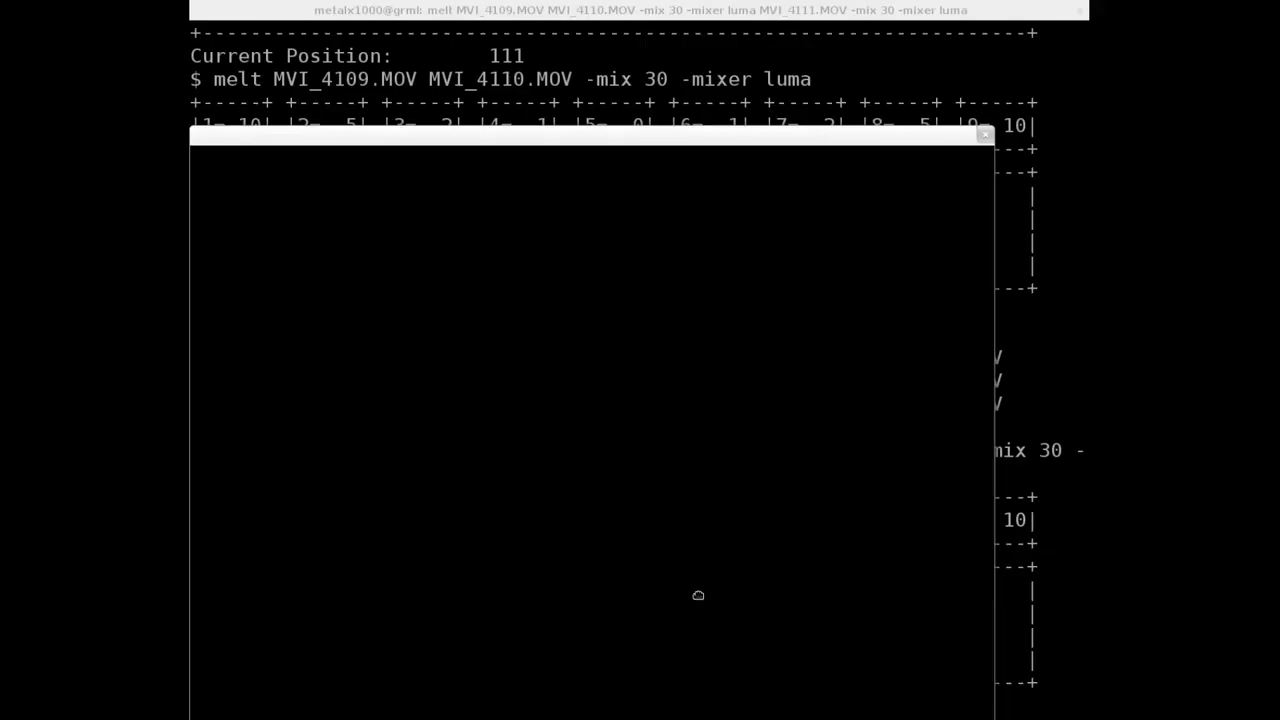 metalx1000@grml: melt MVI_4109.MOV MVI_4110.MOV -mix 30 -mixer luma MVI_4111.MOV -mix 30 -mixer luma
+-----------------------------------------------------------------------+
Current Position:        111
$ melt MVI_4109.MOV MVI_4110.MOV -mix 30 -mixer luma
+-----+ +-----+ +-----+ +-----+ +-----+ +-----+ +-----+ +-----+ +-----+
|1=-10| |2= -5| |3= -2| |4= -1| |5=  0| |6=  1| |7=  2| |8=  5| |9= 10|
---+
---+
|
|
|
|
---+
V
V
V
mix 30 -
---+
10|
---+
---+
|
|
|
|
---+